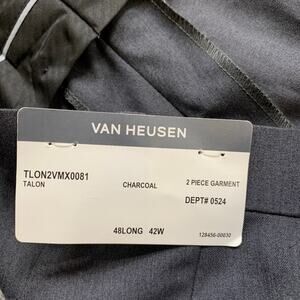 VAN HEUSEN
TLON2VMX0081
TALON CHARCOAL 2 PIECE GARMENT
DEPT# 0524
48LONG 42W
128456-00030